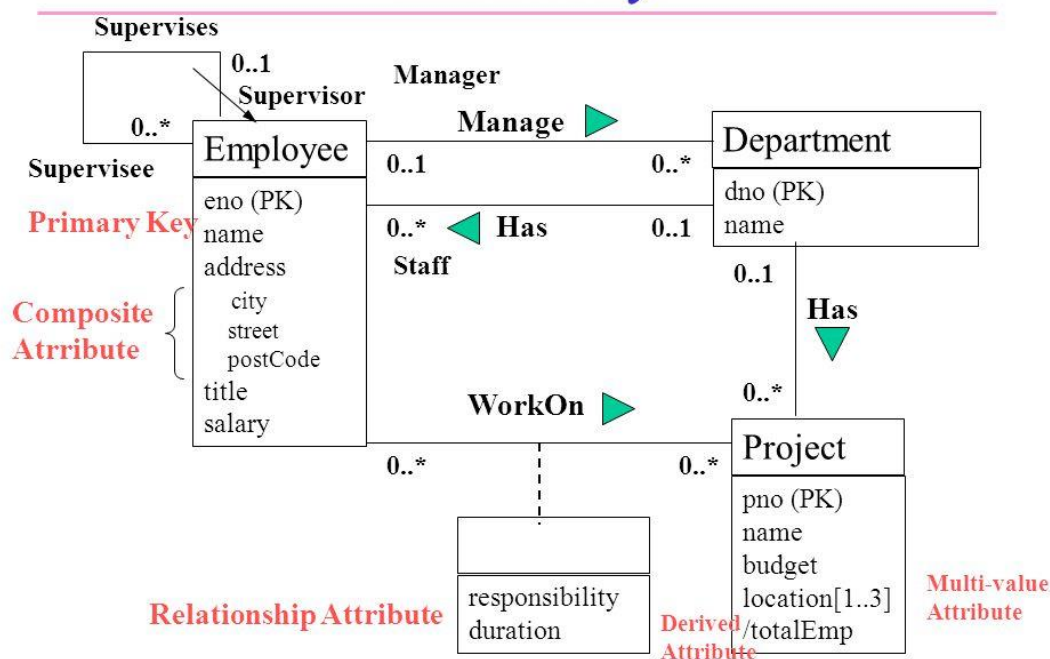 Supervises
0..1
Supervisor
0..*
Supervisee
Manager
Manage
0..1
0..*
0..*
Has
0..1
Staff
Employee
eno (PK)
name
address
city
street
postCode
title
salary
Primary Key
Composite
Atrribute
Department
dno (PK)
name
0..1
Has
0..*
WorkOn
0..*
0..*
Project
pno (PK)
name
budget
location[1..3]
/totalEmp
Multi-value
Attribute
Derived
Attribute
Relationship Attribute
responsibility
duration